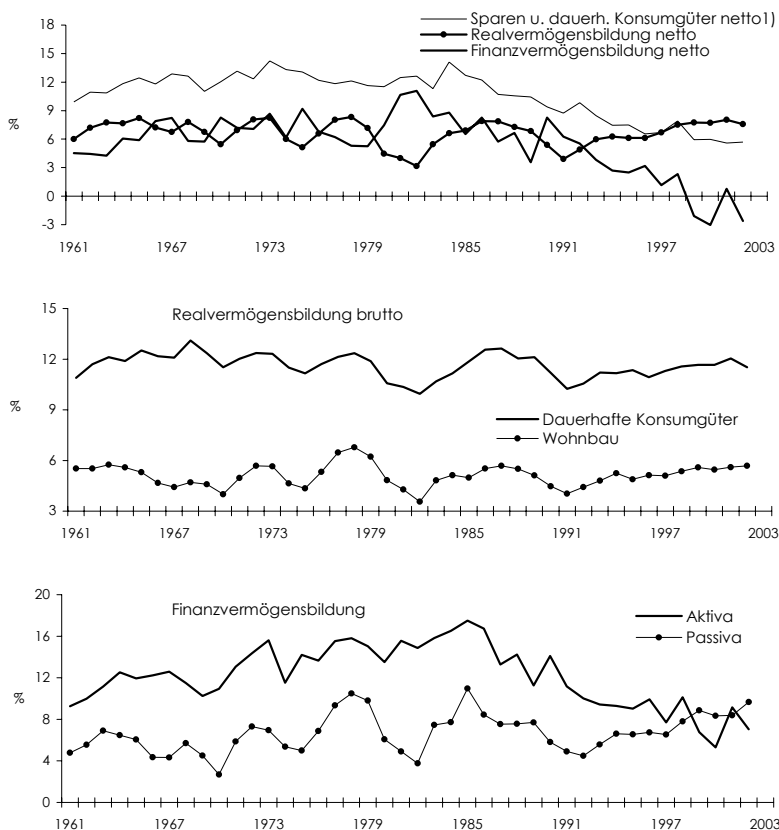 Sparen u. dauerh. Konsumgüter netto1)
Realvermögensbildung netto
Finanzvermögensbildung netto
18
15
12
9
6
3
0
-3
%
1961 1967 1973 1979 1985 1991 1997 2003
Realvermögensbildung brutto
15
12
9
6
3
%
Dauerhafte Konsumgüter
Wohnbau
1961 1967 1973 1979 1985 1991 1997 2003
Finanzvermögensbildung
20
16
12
8
4
0
%
Aktiva
Passiva
1961 1967 1973 1979 1985 1991 1997 2003